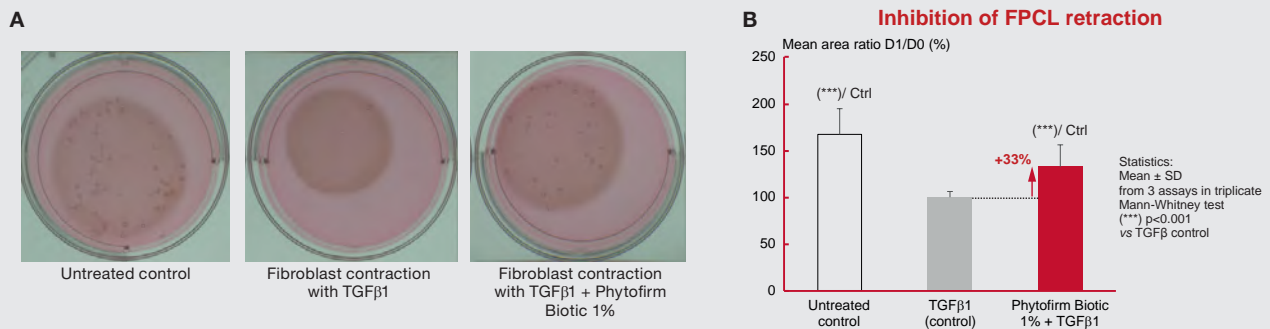 A
Untreated control
Fibroblast contraction
with TGFβ1
Fibroblast contraction
with TGFβ1 + Phytofirm
Biotic 1%
B
Inhibition of FPCL retraction
Mean area ratio D1/D0 (%)
250
200
150
100
50
0
(***)/ Ctrl
+33%
(***)/ Ctrl
Untreated
control
TGFβ1
(control)
Phytofirm Biotic
1% + TGFβ1
Statistics:
Mean ± SD
from 3 assays in triplicate
Mann-Whitney test
(***) p<0.001
vs TGFβ control